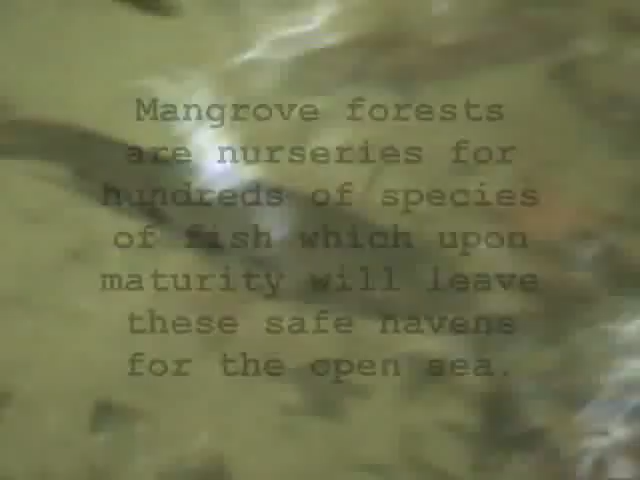 Mangrove forests
are nurseries for
hundreds of species
of fish which upon
maturity will leave
these safe havens
for the open sea.